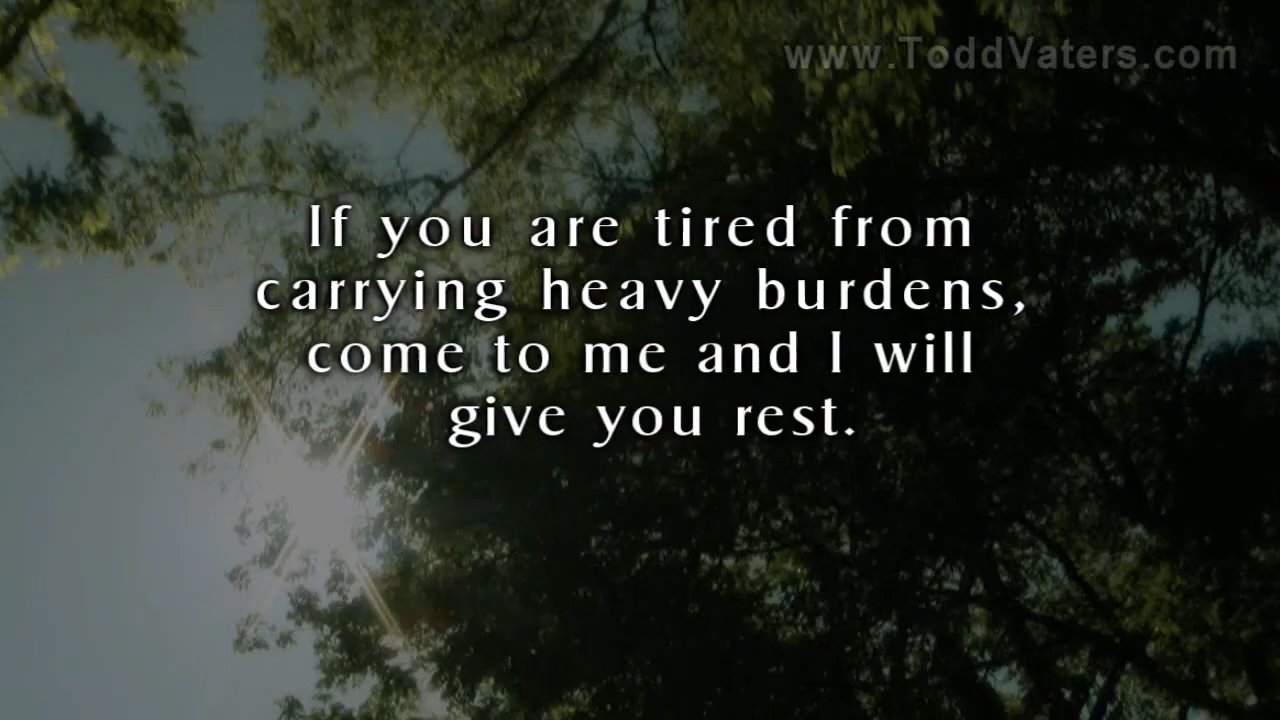 www.ToddVaters.com
If you are tired from
carrying heavy burdens,
come to me and I will
give you rest.